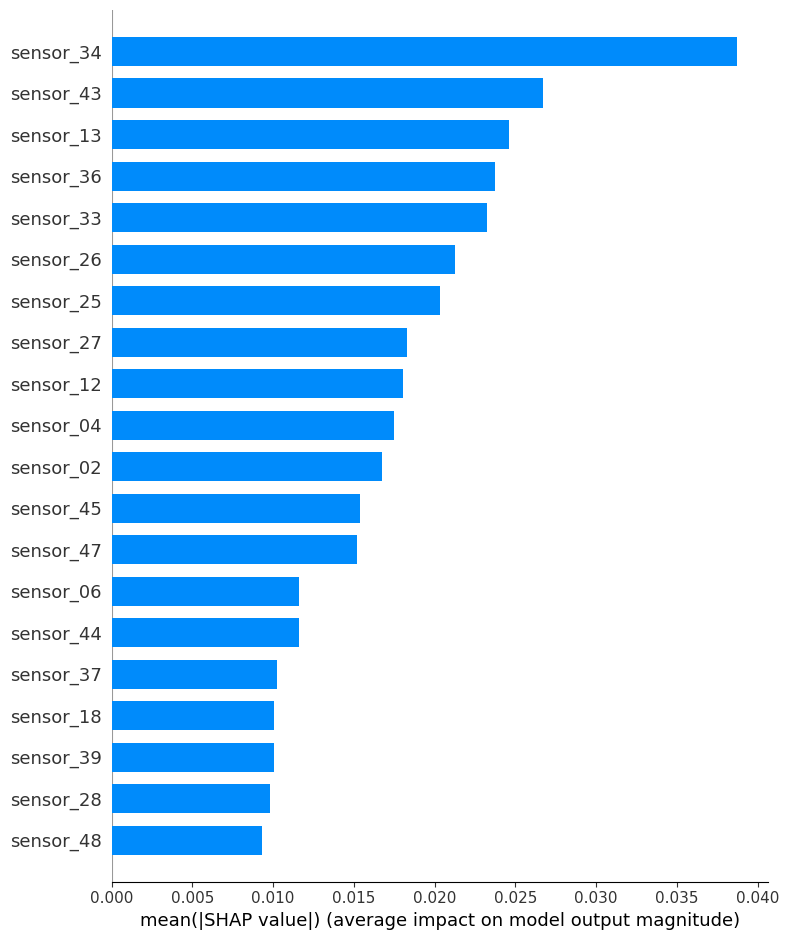 sensor_34
sensor_43
sensor_13
sensor_36
sensor_33
sensor_26
sensor_25
sensor_27
sensor_12
sensor_04
sensor_02
sensor_45
sensor_47
sensor_06
sensor_44
sensor_37
sensor_18
sensor_39
sensor_28
sensor_48
0.000 0.005 0.010 0.015 0.020 0.025 0.030 0.035 0.040
mean(|SHAP value|) (average impact on model output magnitude)